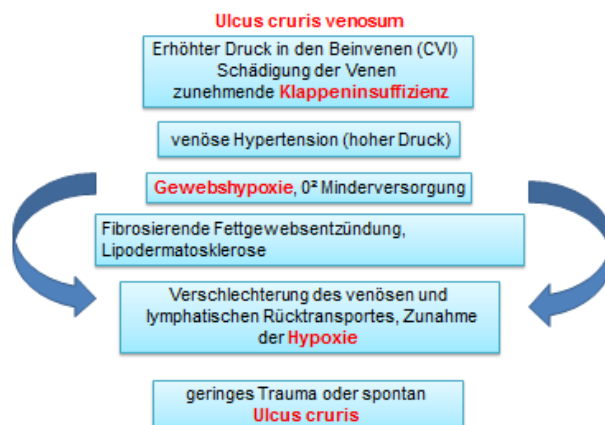 Ulcus cruris venosum
Erhöhter Druck in den Beinvenen (CVI)
Schädigung der Venen
zunehmende Klappeninsuffizienz
venöse Hypertension (hoher Druck)
Gewebshypoxie, 0² Minderversorgung
Fibrosierende Fettgewebsentzündung,
Lipodermatosklerose
Verschlechterung des venösen und
lymphatischen Rücktransportes, Zunahme
der Hypoxie
geringes Trauma oder spontan
Ulcus cruris